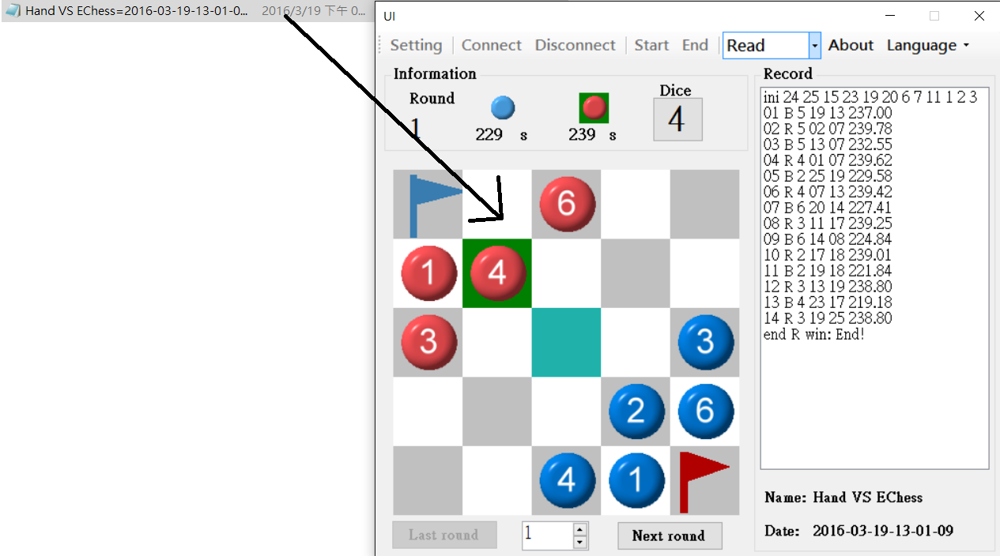 Hand VS EChess=2016-03-19-13-01-0... 2016/3/19 下午 0...
UI
Setting Connect Disconnect Start End Read About Language
Information
Round
1
229 s
239 s
Dice
4
6
1 4
3 3
2 6
4 1
Last round 1 Next round
Record
ini 24 25 15 23 19 20 6 7 11 1 2 3
01 B 5 19 13 237.00
02 R 5 02 07 239.78
03 B 5 13 07 232.55
04 R 4 01 07 239.62
05 B 2 25 19 229.58
06 R 4 07 13 239.42
07 B 6 20 14 227.41
08 R 3 11 17 239.25
09 B 6 14 08 224.84
10 R 2 17 18 239.01
11 B 2 19 18 221.84
12 R 3 13 19 238.80
13 B 4 23 17 219.18
14 R 3 19 25 238.80
end R win: End!
Name: Hand VS EChess
Date: 2016-03-19-13-01-09